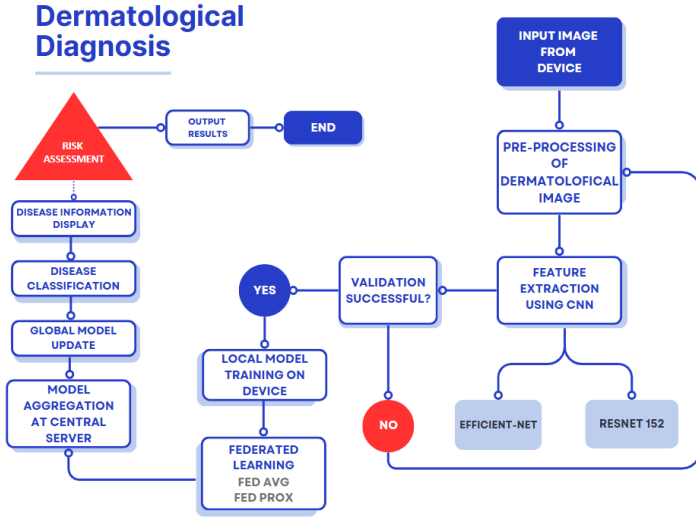 Dermatological
Diagnosis
INPUT IMAGE
FROM
DEVICE
PRE-PROCESSING
OF
DERMATOLOFICAL
IMAGE
FEATURE
EXTRACTION
USING CNN
EFFICIENT-NET
RESNET 152
VALIDATION
SUCCESSFUL?
NO
YES
LOCAL MODEL
TRAINING ON
DEVICE
FEDERATED
LEARNING
FED AVG
FED PROX
MODEL
AGGREGATION
AT CENTRAL
SERVER
GLOBAL MODEL
UPDATE
DISEASE
CLASSIFICATION
DISEASE INFORMATION
DISPLAY
RISK
ASSESSMENT
OUTPUT
RESULTS
END